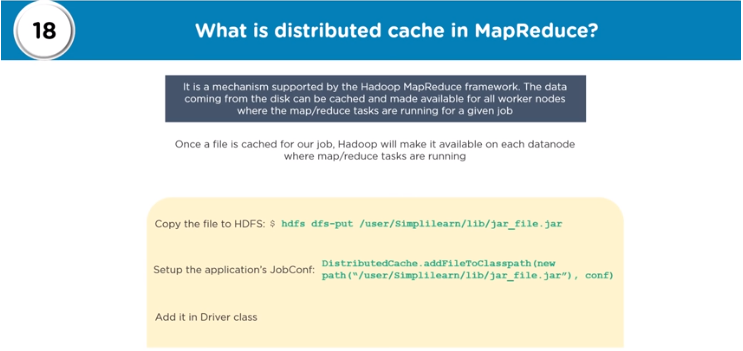 18
What is distributed cache in MapReduce?
It is a mechanism supported by the Hadoop MapReduce framework. The data
coming from the disk can be cached and made available for all worker nodes
where the map/reduce tasks are running for a given job
Once a file is cached for our job, Hadoop will make it available on each datanode
where map/reduce tasks are running
Copy the file to HDFS: $ hdfs dfs-put /user/Simplilearn/lib/jar_file.jar
Setup the application's JobConf: DistributedCache.addFileToClasspath(new
path("/user/Simplilearn/lib/jar_file.jar"), conf)
Add it in Driver class